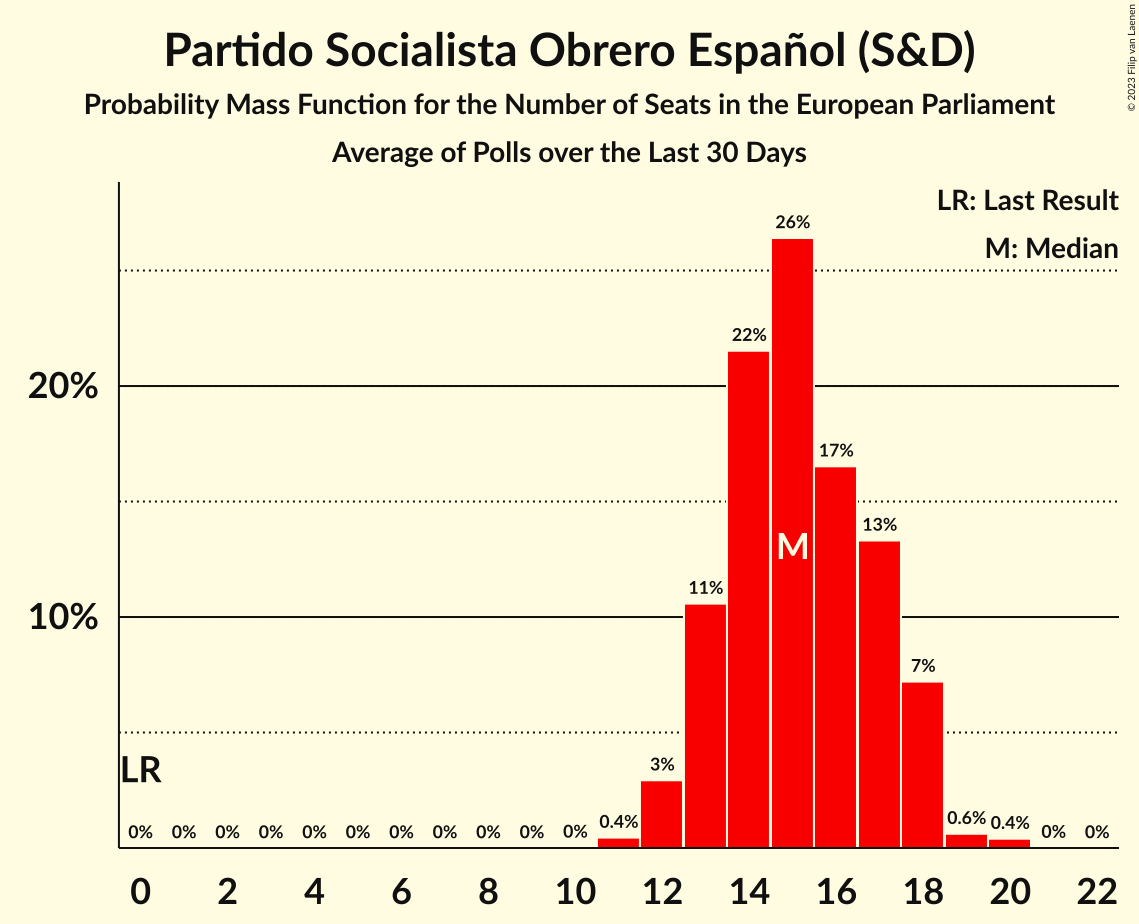 Partido Socialista Obrero Español (S&D)
Probability Mass Function for the Number of Seats in the European Parliament
Average of Polls over the Last 30 Days
© 2023 Filip van Laenen
LR: Last Result
M: Median
26%
22%
20%
17%
13%
M
11%
10%
7%
LR
3%
0% 0% 0% 0% 0% 0% 0% 0% 0% 0% 0% 0.4% 0.6% 0.4% 0% 0%
0 2 4 6 8 10 12 14 16 18 20 22